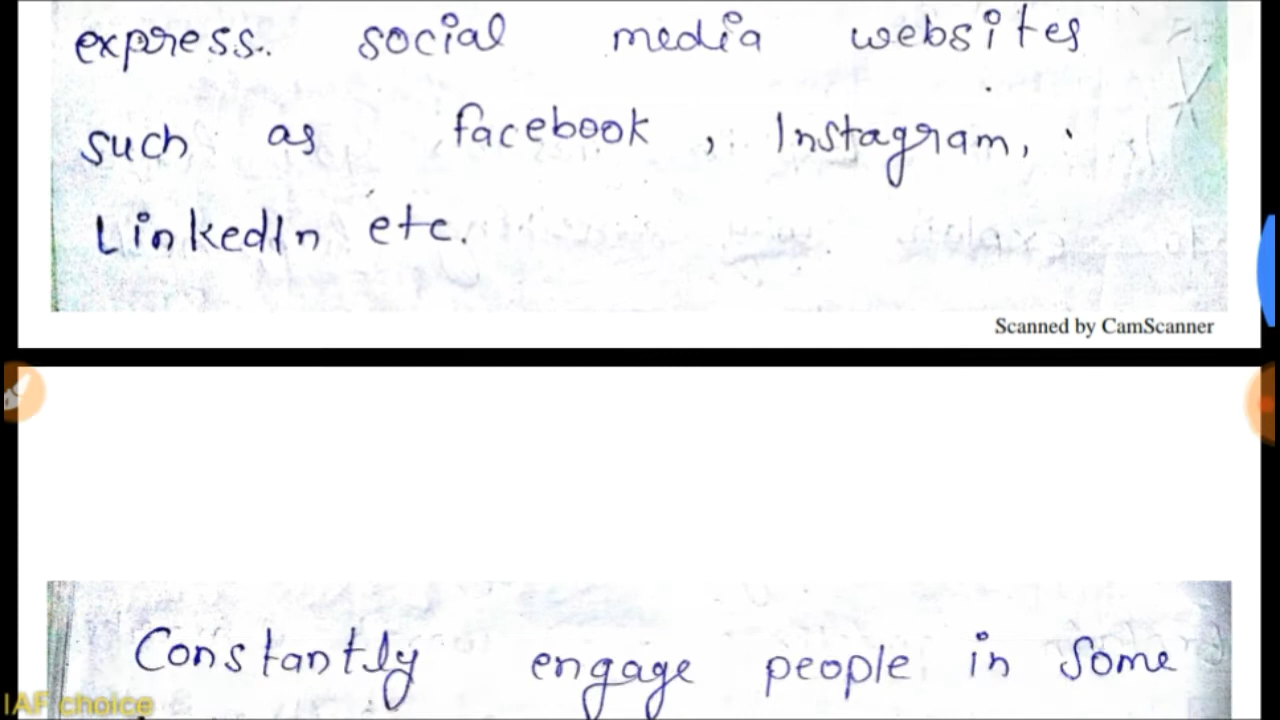 express. social media websites
such as facebook, Instagram,
LinkedIn etc.
Scanned by CamScanner
Constantly engage people in some
IAF choice